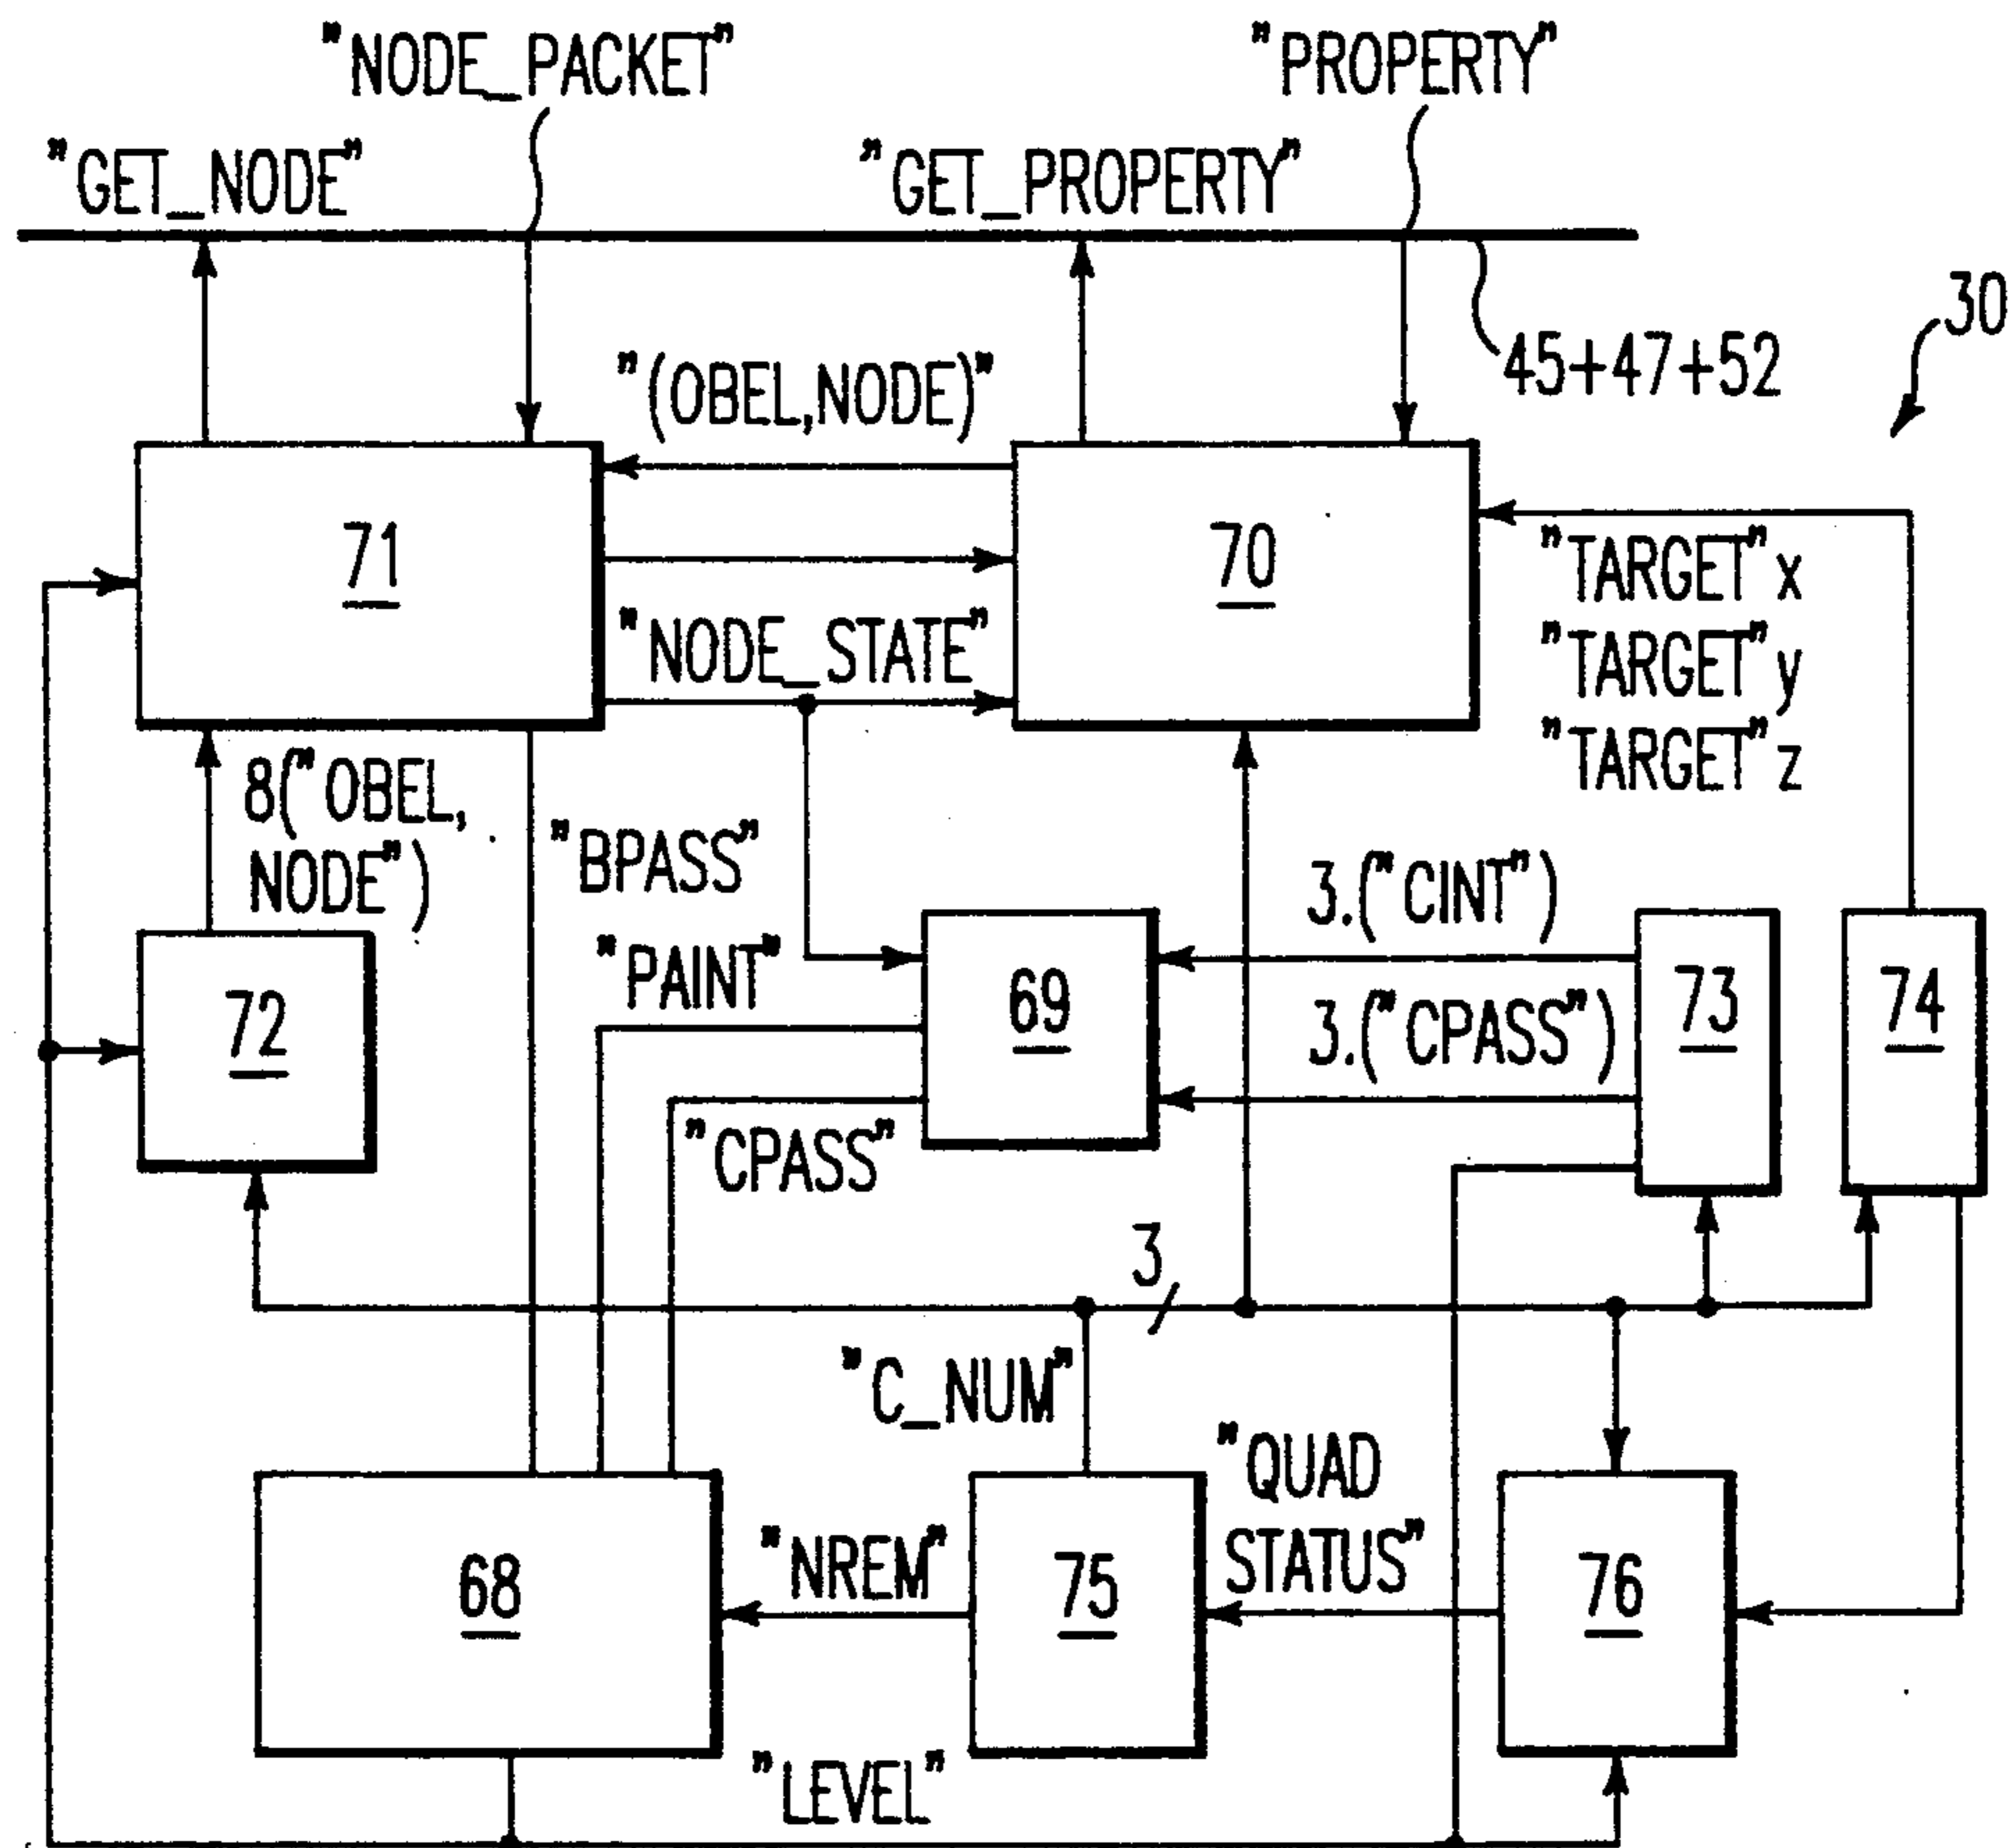 "NODE_PACKET"
"PROPERTY"
"GET_NODE"
"GET_PROPERTY"
30
45+47+52
"(OBEL,NODE)"
71
70
"TARGET"x
"TARGET"y
"TARGET"z
"NODE_STATE"
8("OBEL,
NODE")
"BPASS"
"PAINT"
3.("CINT")
72
69
73
74
3.("CPASS")
"CPASS"
3
"C_NUM"
"QUAD
STATUS"
"NREM"
68
75
76
"LEVEL"